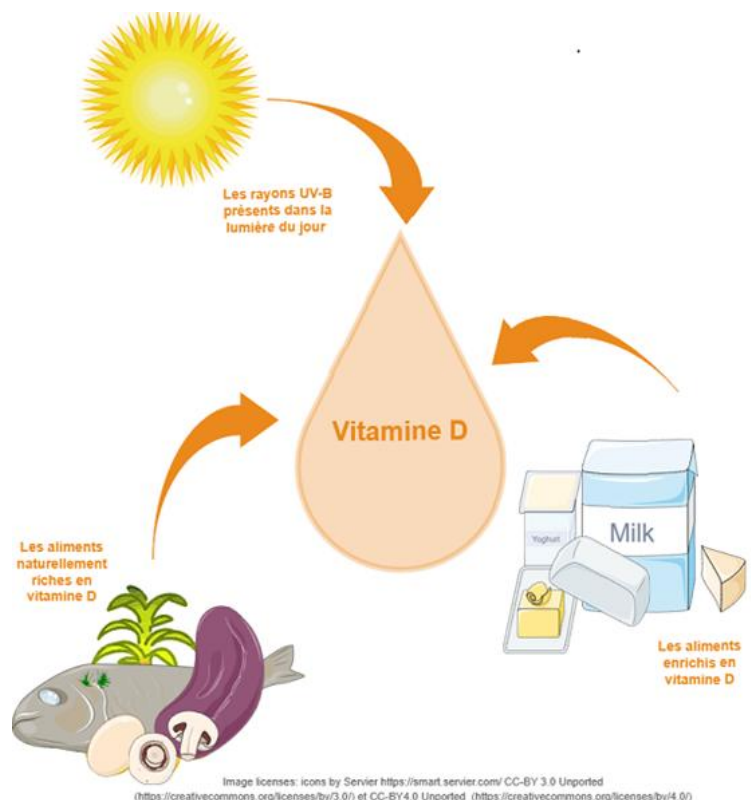 Les rayons UV-B
présents dans la
lumière du jour
Vitamine D
Les aliments
naturellement
riches en
vitamine D
Yoghurt
Milk
Les aliments
enrichis en
vitamine D
Image licenses: icons by Servier https://smart.servier.com/ CC-BY 3.0 Unported
(https://creativecommons.org/licenses/by/3.0/) et CC-BY4.0 Unported (https://creativecommons.org/licenses/by/4.0/)